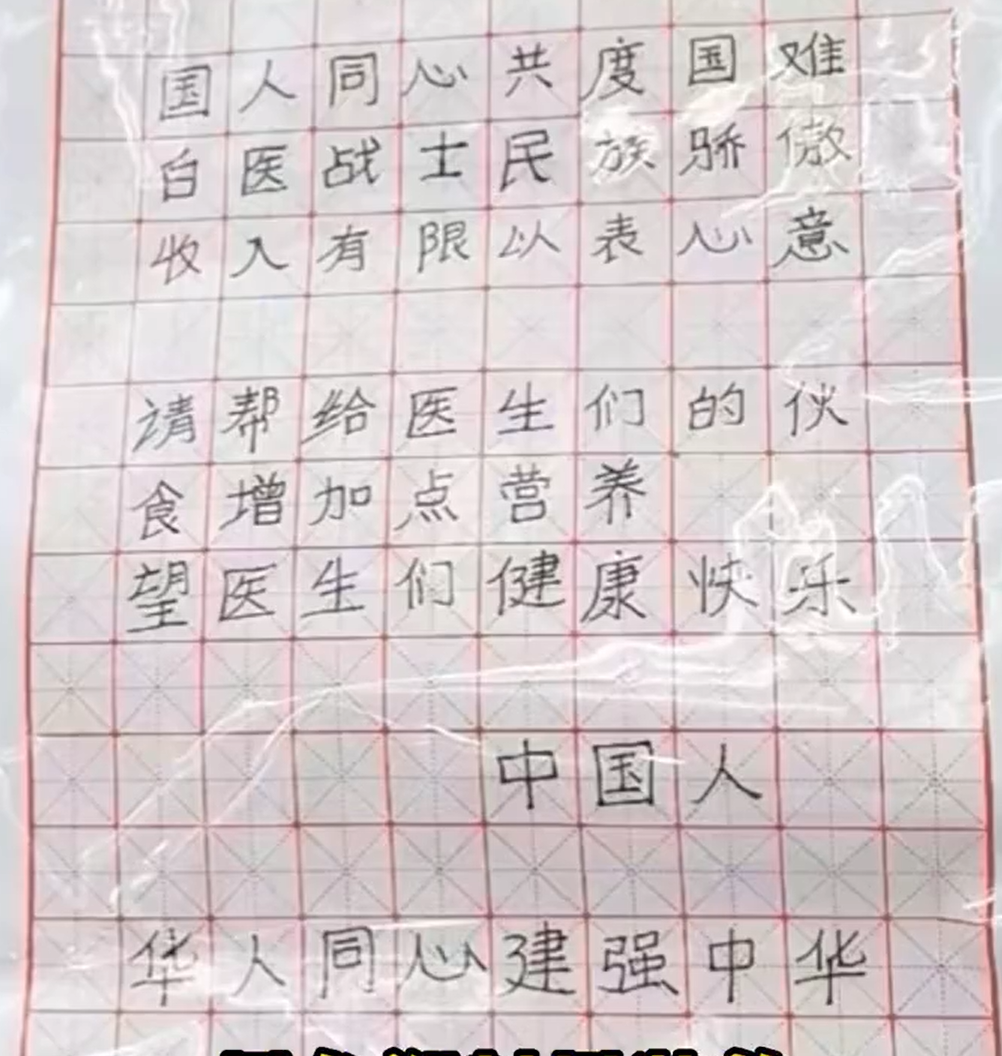 国人同心共度国难
白医战士民族骄傲
收入有限以表心意
请帮给医生们的伙
食增加点营养
望医生们健康快乐
中国人
华人同心建强中华